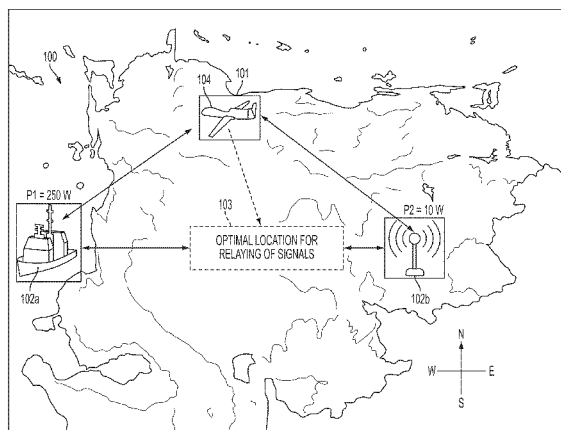 100
104
101
P1 = 250 W
103
P2 = 10 W
OPTIMAL LOCATION FOR
RELAYING OF SIGNALS
102a
102b
N
W
E
S